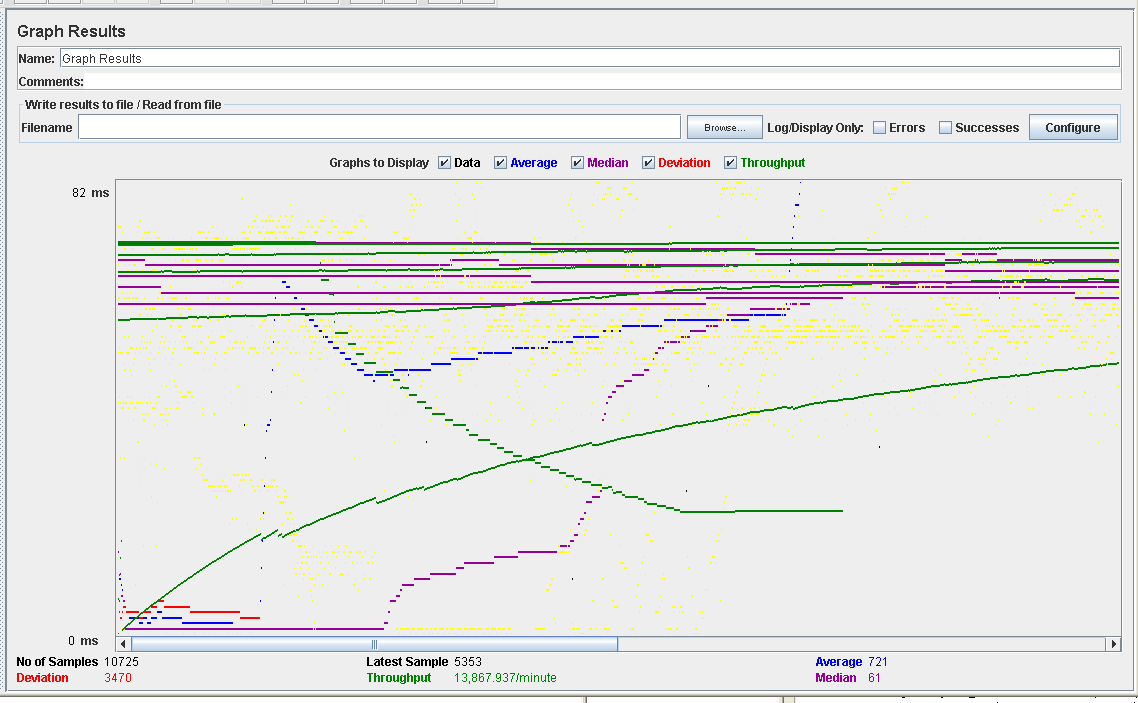 Graph Results
Name: Graph Results
Comments:
Write results to file / Read from file
Filename Browse... Log/Display Only: Errors Successes Configure
Graphs to Display Data Average Median Deviation Throughput
82 ms
0 ms
No of Samples 10725 Latest Sample 5353 Average 721
Deviation 3470 Throughput 13,867.937/minute Median 61